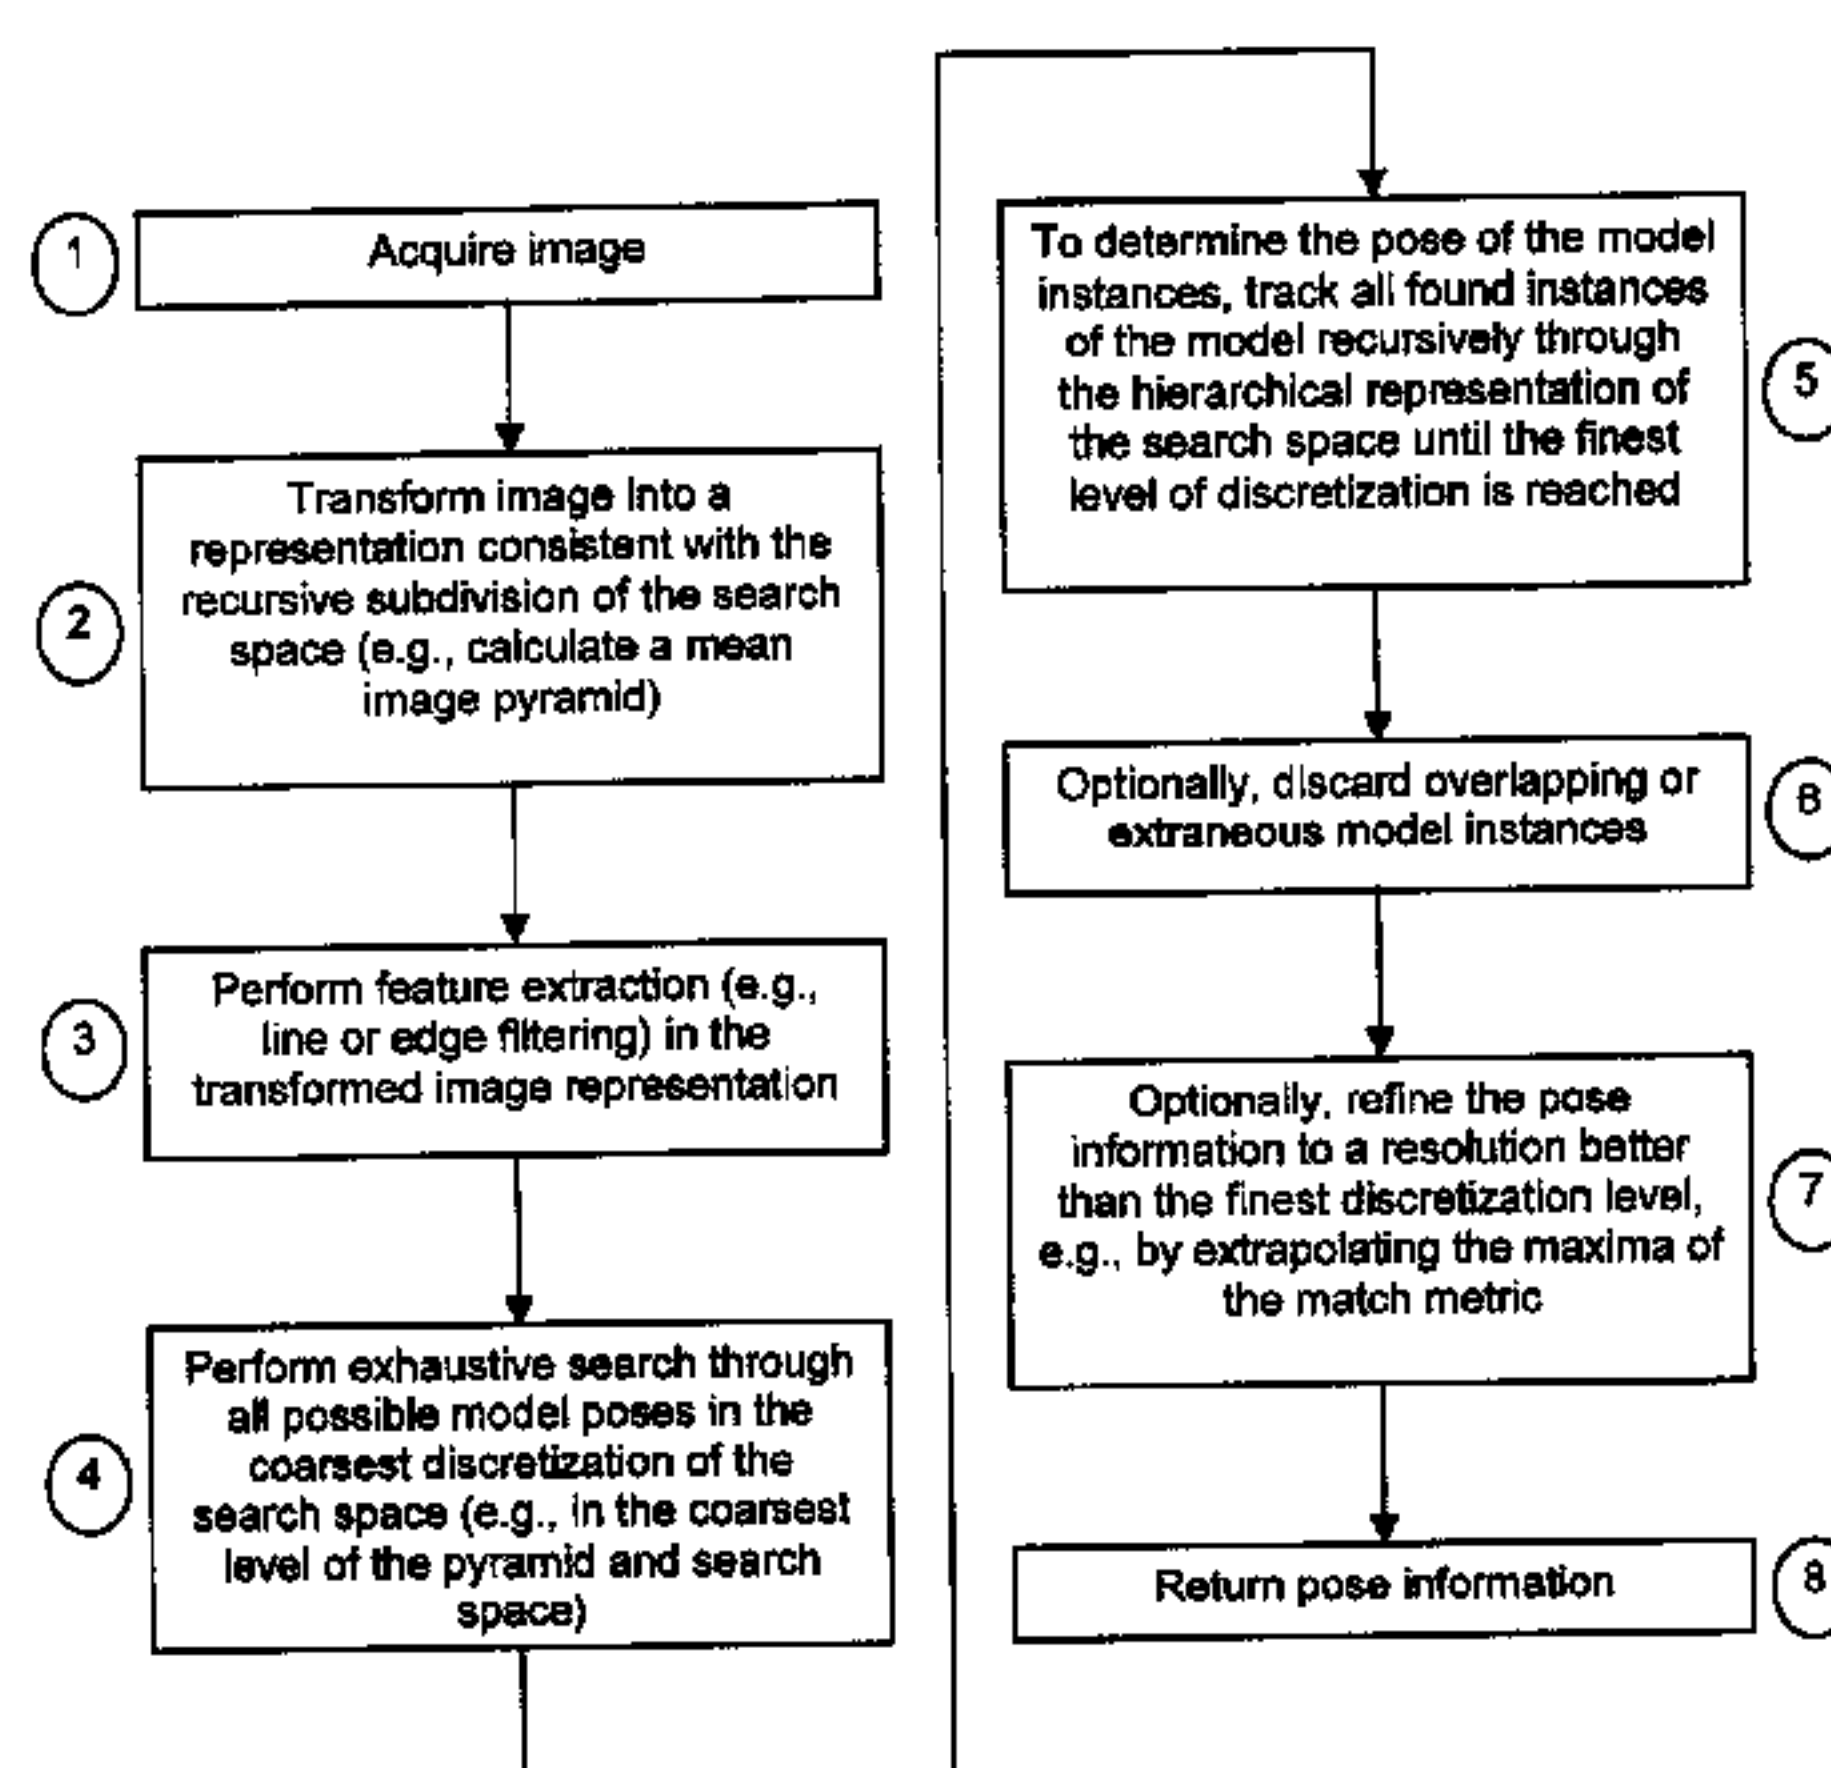 1
Acquire image
2
Transform image into a
representation consistent with the
recursive subdivision of the search
space (e.g., calculate a mean
image pyramid)
3
Perform feature extraction (e.g.,
line or edge filtering) in the
transformed image representation
4
Perform exhaustive search through
all possible model poses in the
coarsest discretization of the
search space (e.g., in the coarsest
level of the pyramid and search
space)
To determine the pose of the model
instances, track all found instances
of the model recursively through
the hierarchical representation of
the search space until the finest
level of discretization is reached
5
Optionally, discard overlapping or
extraneous model instances
6
Optionally, refine the pose
information to a resolution better
than the finest discretization level,
e.g., by extrapolating the maxima of
the match metric
7
Return pose information
8